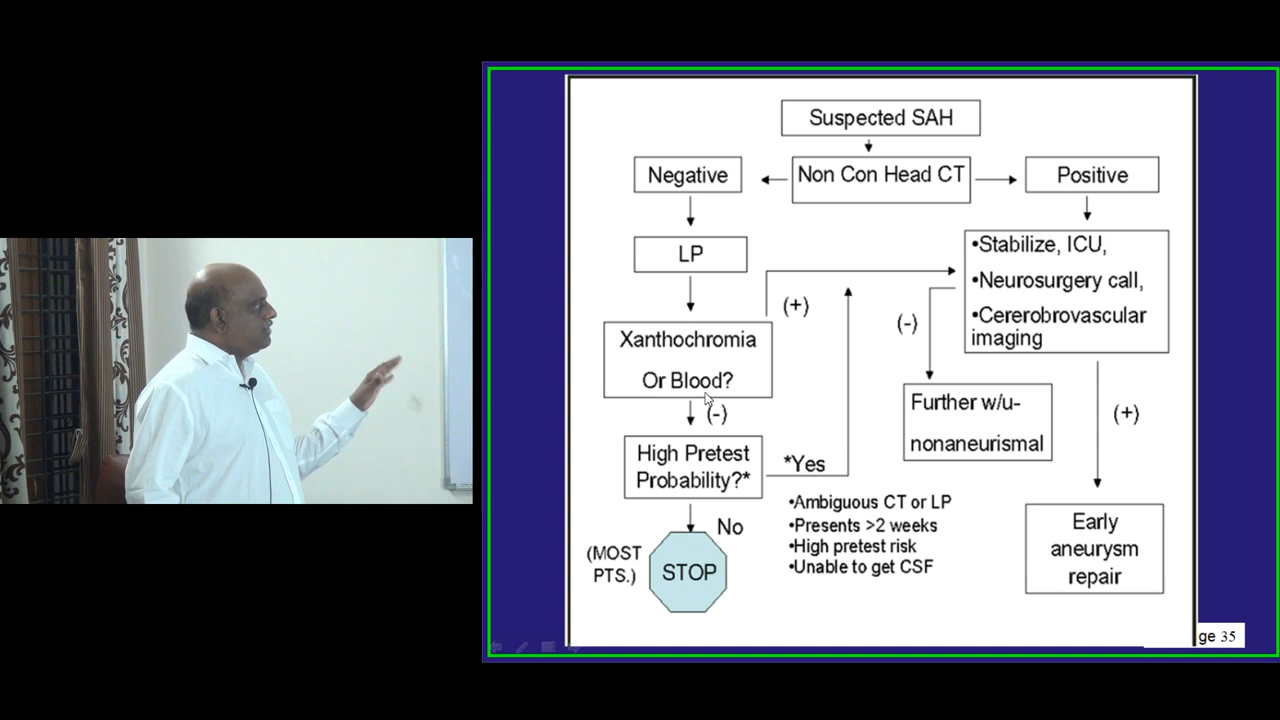 Suspected SAH
Negative
Non Con Head CT
Positive
LP
•Stabilize, ICU,
•Neurosurgery call,
•Cererobrovascular
imaging
(+)
(-)
Xanthochromia
Or Blood?
(-)
Further w/u-
nonaneurismal
(+)
High Pretest
Probability?*
*Yes
•Ambiguous CT or LP
•Presents >2 weeks
•High pretest risk
•Unable to get CSF
No
(MOST
PTS.)
STOP
Early
aneurysm
repair
ge 35